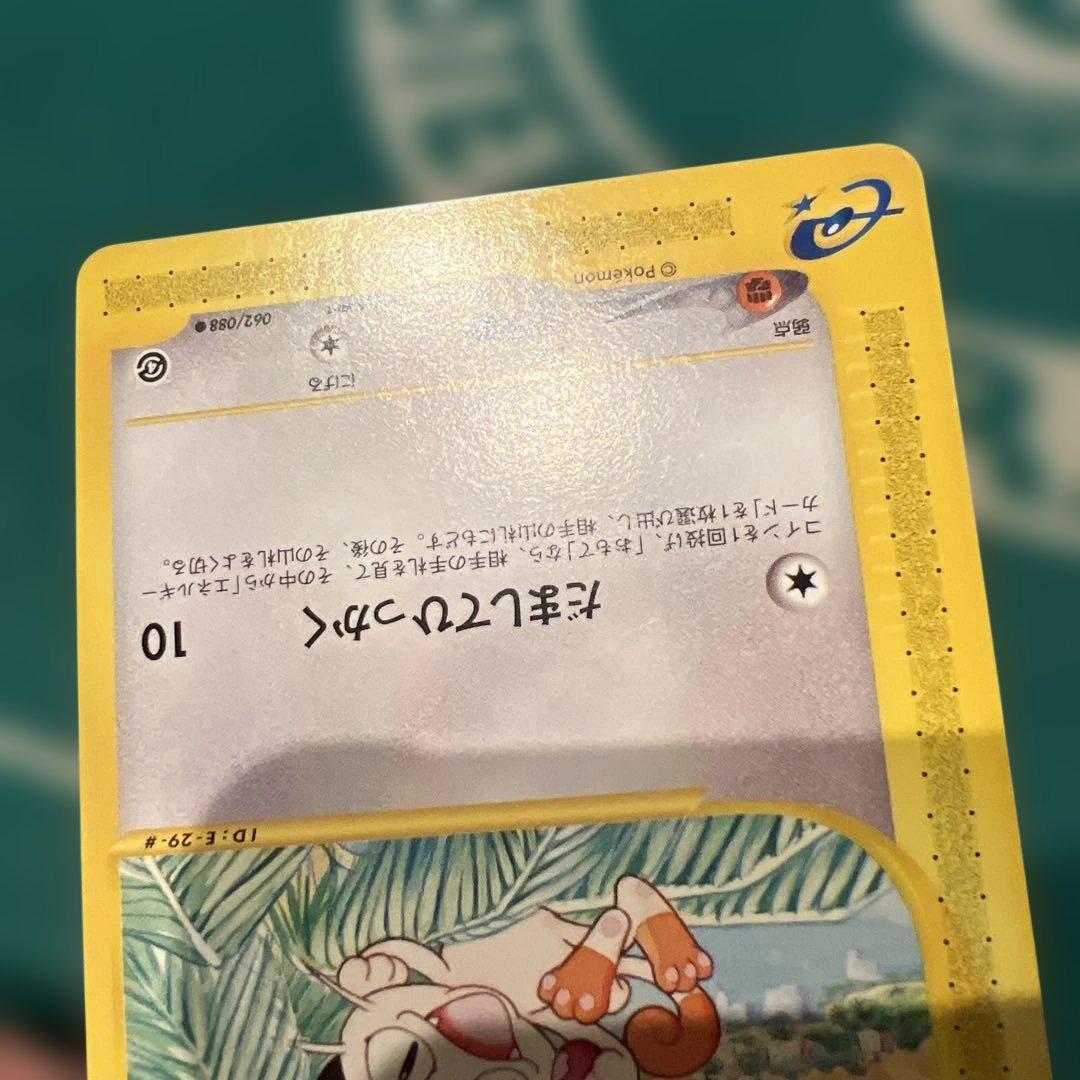 ID:E-29-#
だましてひっかく 10
コインを1回投げ、「おもて」なら、相手の手札を見て、その中から「エネルギー
カード」を1枚選び出し、相手の山札にもどす。その後、その山札をよく切る。
弱点 にげる
062/088
© Pokémon